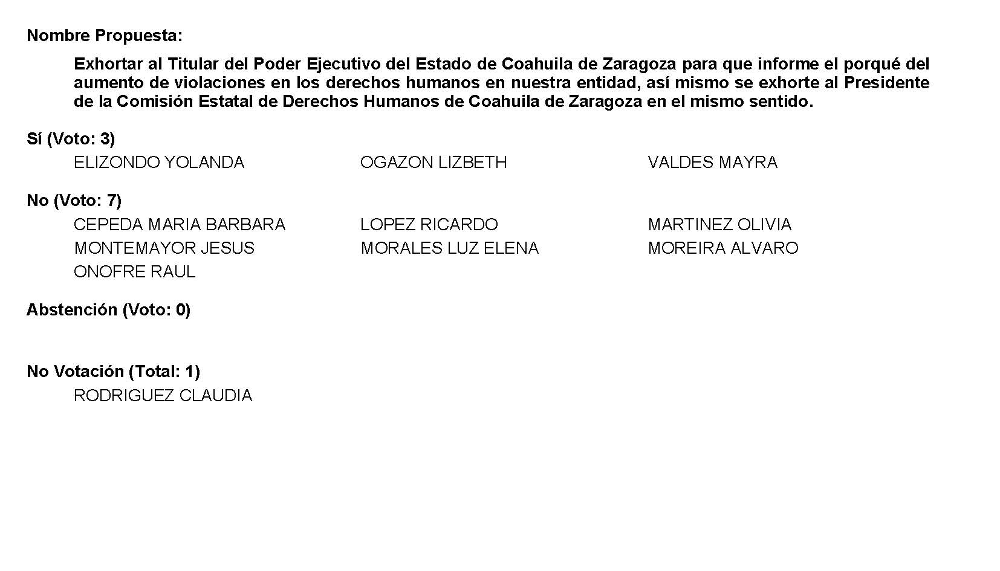 Nombre Propuesta:
Exhortar al Titular del Poder Ejecutivo del Estado de Coahuila de Zaragoza para que informe el porqué del
aumento de violaciones en los derechos humanos en nuestra entidad, así mismo se exhorte al Presidente
de la Comisión Estatal de Derechos Humanos de Coahuila de Zaragoza en el mismo sentido.
Sí (Voto: 3)
ELIZONDO YOLANDA OGAZON LIZBETH VALDES MAYRA
No (Voto: 7)
CEPEDA MARIA BARBARA LOPEZ RICARDO MARTINEZ OLIVIA
MONTEMAYOR JESUS MORALES LUZ ELENA MOREIRA ALVARO
ONOFRE RAUL
Abstención (Voto: 0)
No Votación (Total: 1)
RODRIGUEZ CLAUDIA